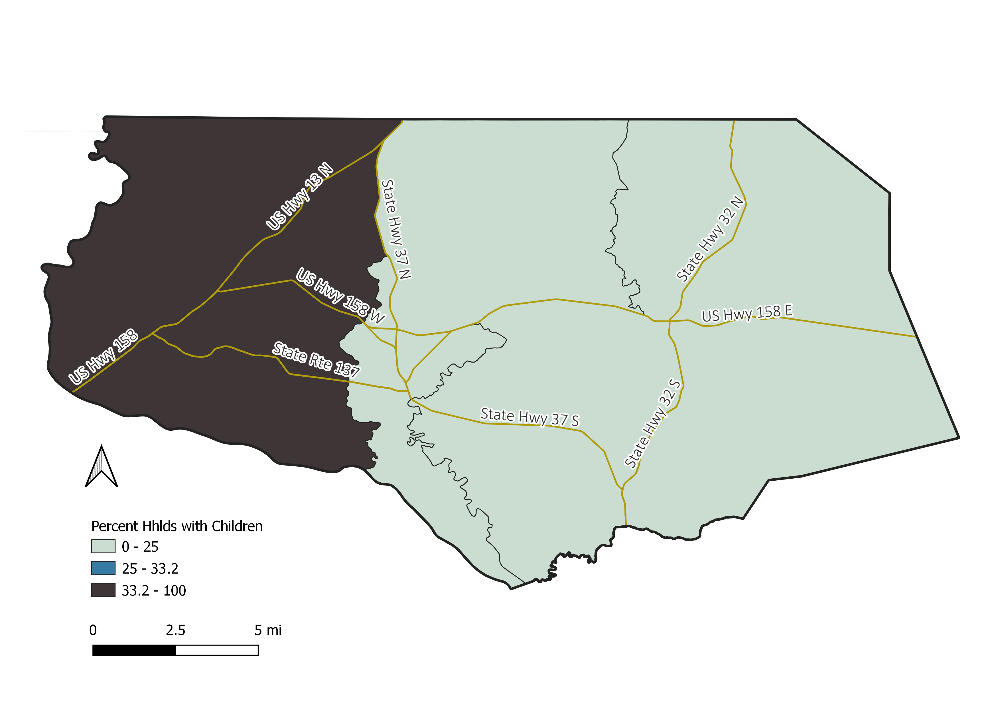 US Hwy 13 N
State Hwy 37 N
State Hwy 32 N
US Hwy 158 W
US Hwy 158 E
US Hwy 158
State Rte 137
State Hwy 37 S
State Hwy 32 S
Percent Hhlds with Children
0 - 25
25 - 33.2
33.2 - 100
0 2.5 5 mi